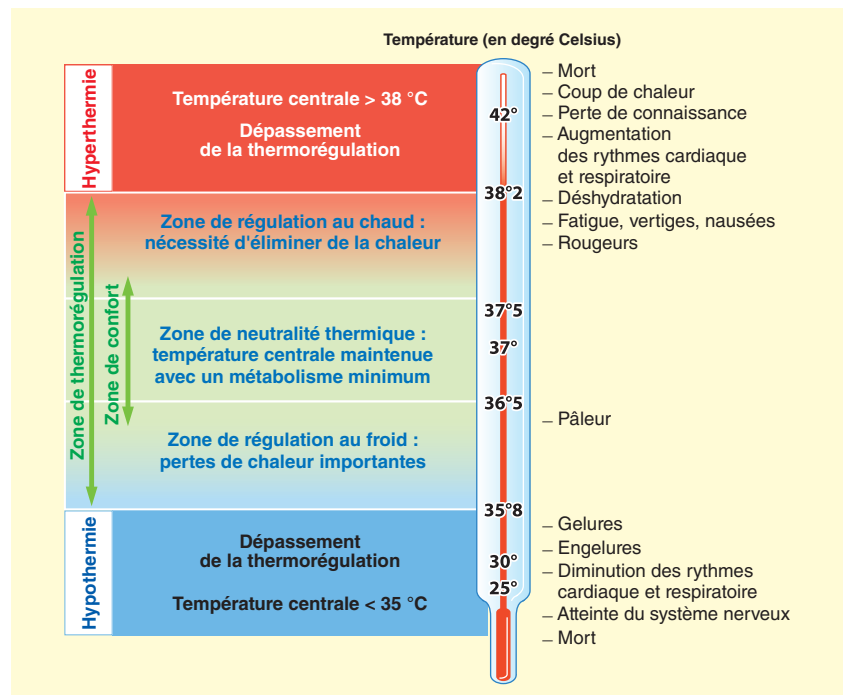 Température (en degré Celsius)
Hyperthermie
Température centrale > 38 °C
Dépassement
de la thermorégulation
Zone de thermorégulation
Zone de confort
Zone de régulation au chaud :
nécessité d'éliminer de la chaleur
Zone de neutralité thermique :
température centrale maintenue
avec un métabolisme minimum
Zone de régulation au froid :
pertes de chaleur importantes
Hypothermie
Dépassement
de la thermorégulation
Température centrale < 35 °C
42°
38°2
37°5
37°
36°5
35°8
30°
25°
– Mort
– Coup de chaleur
– Perte de connaissance
– Augmentation
des rythmes cardiaque
et respiratoire
– Déshydratation
– Fatigue, vertiges, nausées
– Rougeurs
– Pâleur
– Gelures
– Engelures
– Diminution des rythmes
cardiaque et respiratoire
– Atteinte du système nerveux
– Mort